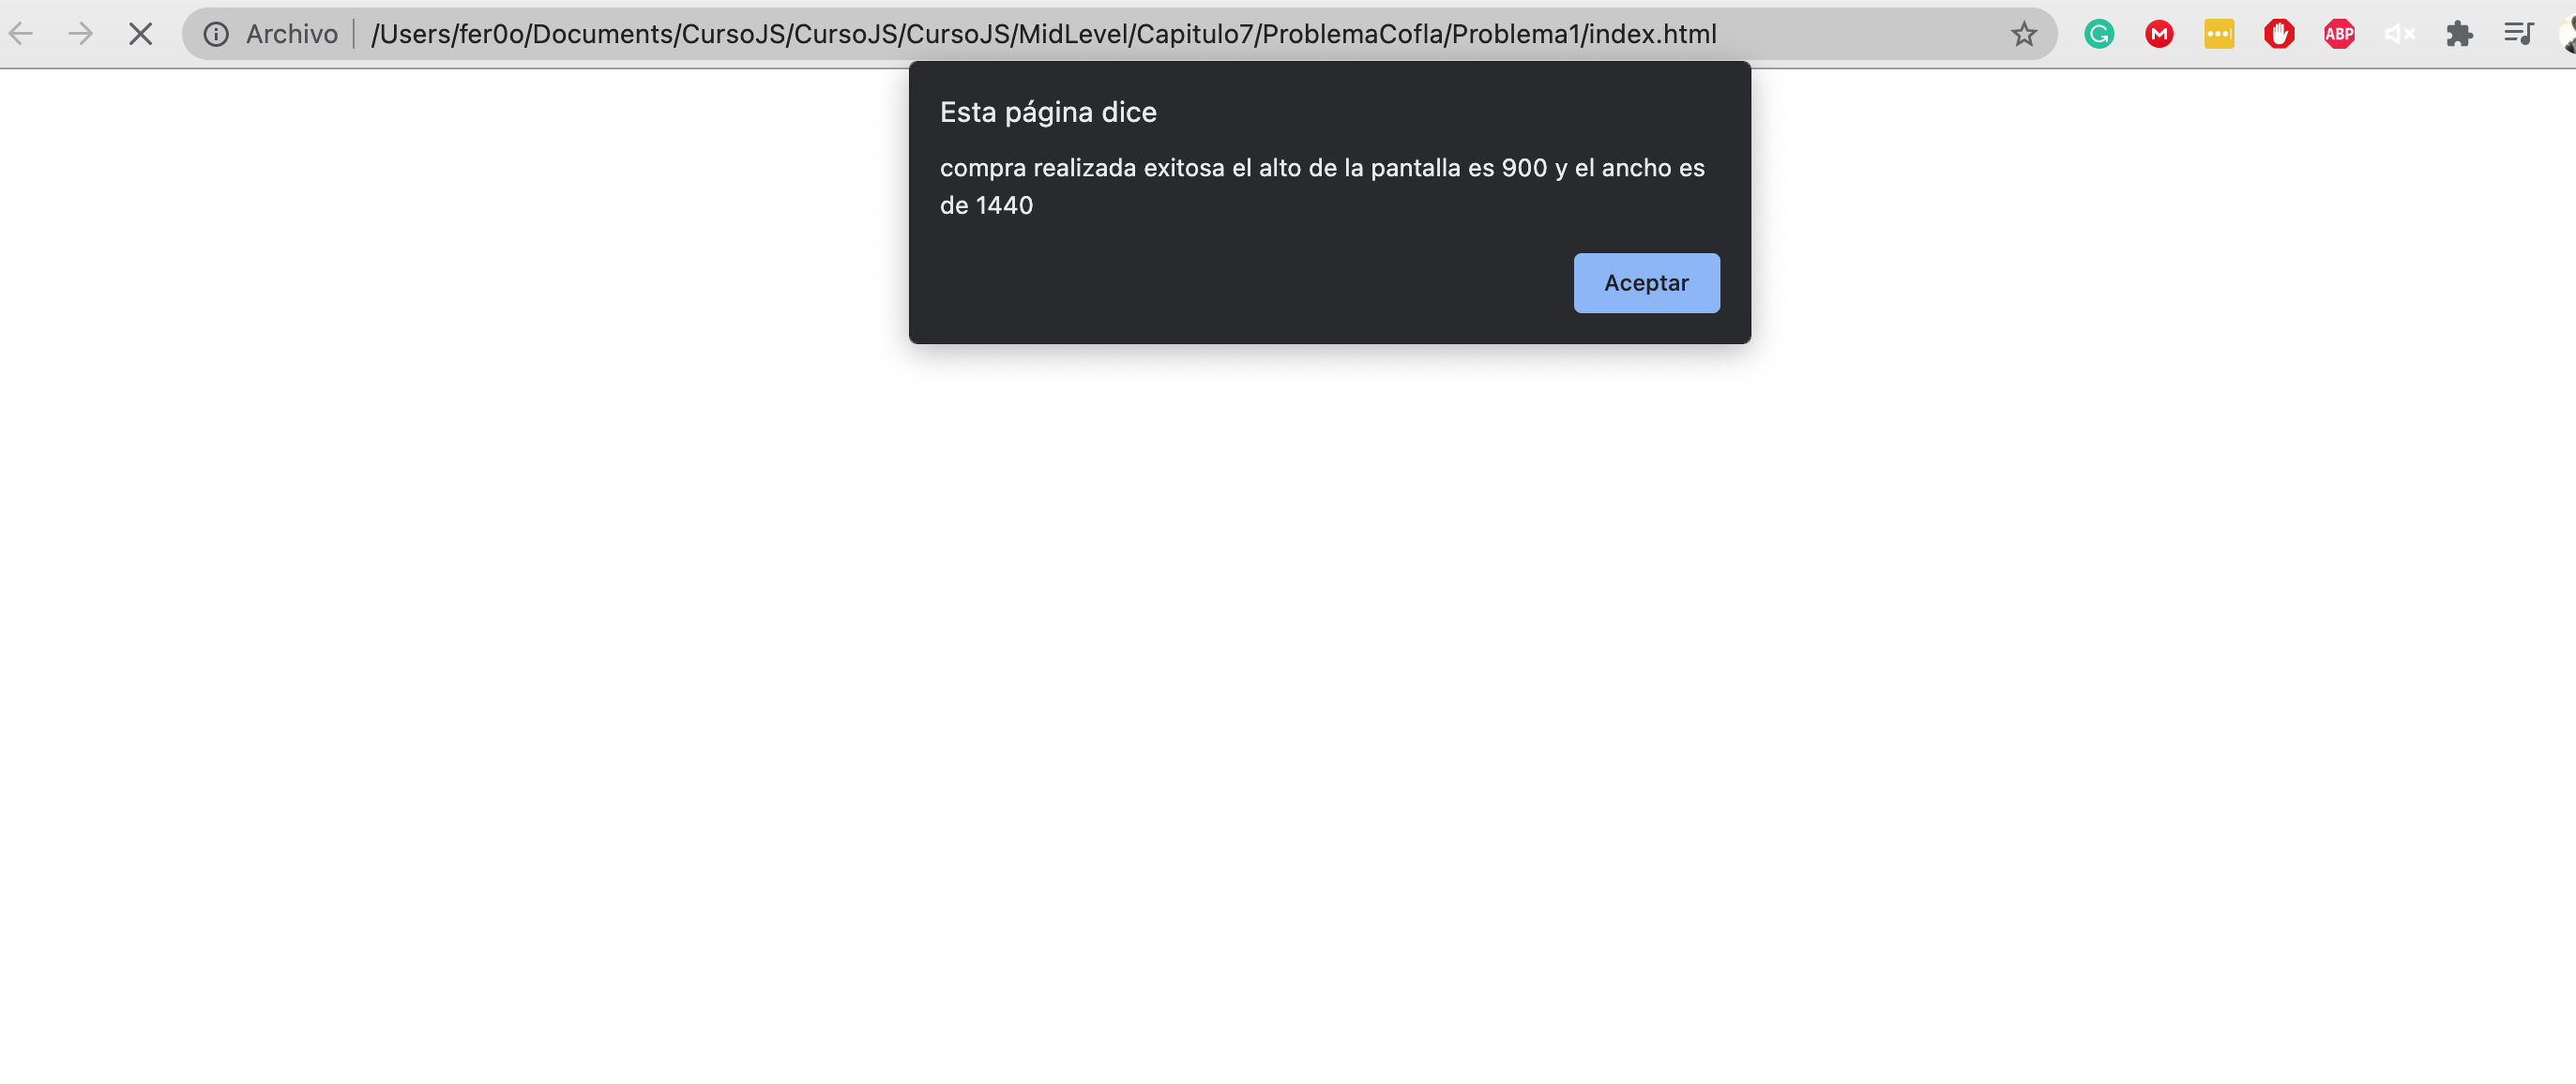 Archivo /Users/fer0o/Documents/CursoJS/CursoJS/CursoJS/MidLevel/Capitulo7/ProblemaCofla/Problema1/index.html
ABP
Esta página dice
compra realizada exitosa el alto de la pantalla es 900 y el ancho es
de 1440
Aceptar